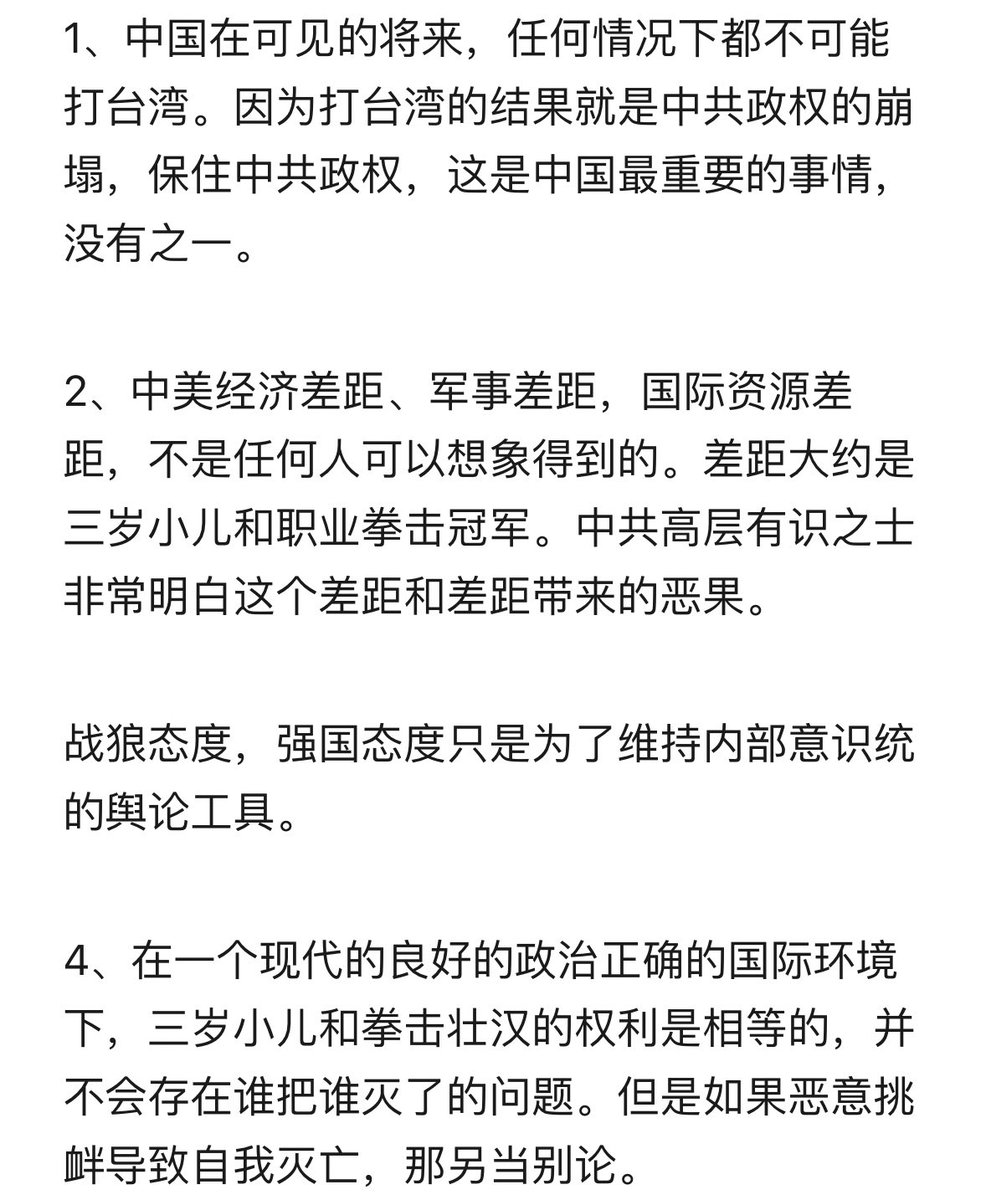 1、中国在可见的将来，任何情况下都不可能
打台湾。因为打台湾的结果就是中共政权的崩
塌，保住中共政权，这是中国最重要的事情，
没有之一。
2、中美经济差距、军事差距，国际资源差
距，不是任何人可以想象得到的。差距大约是
三岁小儿和职业拳击冠军。中共高层有识之士
非常明白这个差距和差距带来的恶果。
战狼态度，强国态度只是为了维持内部意识统
的舆论工具。
4、在一个现代的良好的政治正确的国际环境
下，三岁小儿和拳击壮汉的权利是相等的，并
不会存在谁把谁灭了的问题。但是如果恶意挑
衅导致自我灭亡，那另当别论。